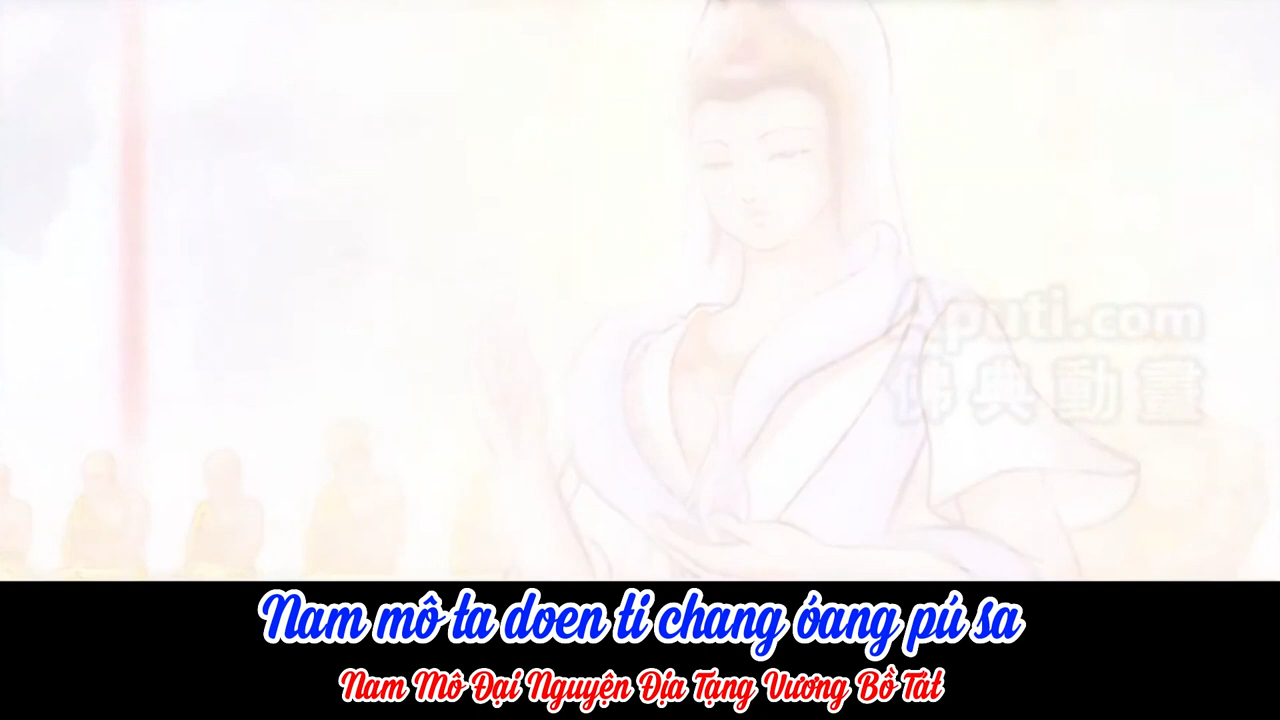 puti.com
佛典動畫
Nam mô ta doen ti chang óang pú sa
Nam Mô Đại Nguyện Địa Tạng Vương Bồ Tát